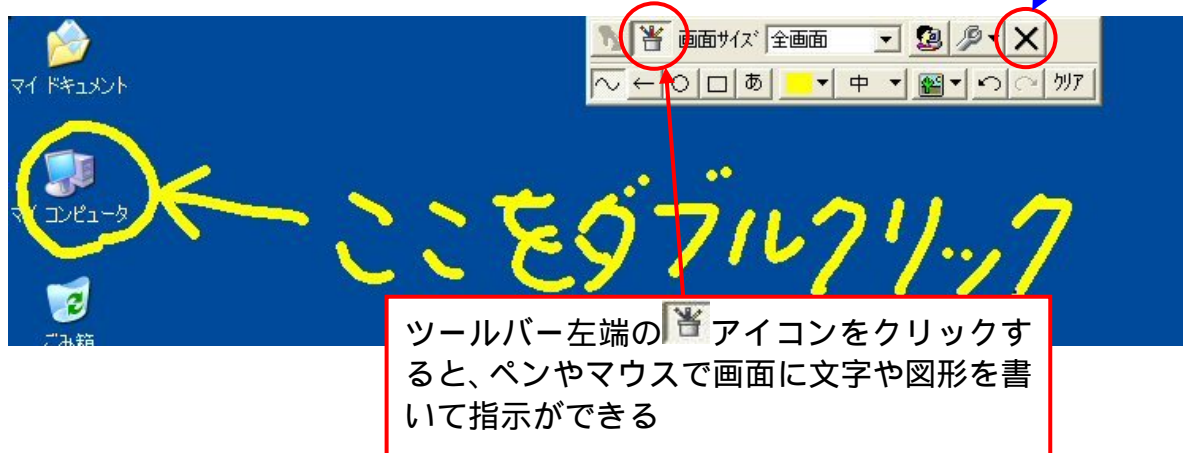 画面サイズ 全画面
あ 中 クリア
マイ ドキュメント
マイ コンピュータ
ここをダブルクリック
ごみ箱
ツールバー左端の アイコンをクリックす
ると、ペンやマウスで画面に文字や図形を書
いて指示ができる